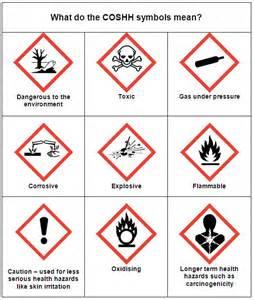 What do the COSHH symbols mean?
Dangerous to the
environment
Toxic
Gas under pressure
Corrosive
Explosive
Flammable
Caution – used for less
serious health hazards
like skin irritation
Oxidising
Longer term health
hazards such as
carcinogenicity